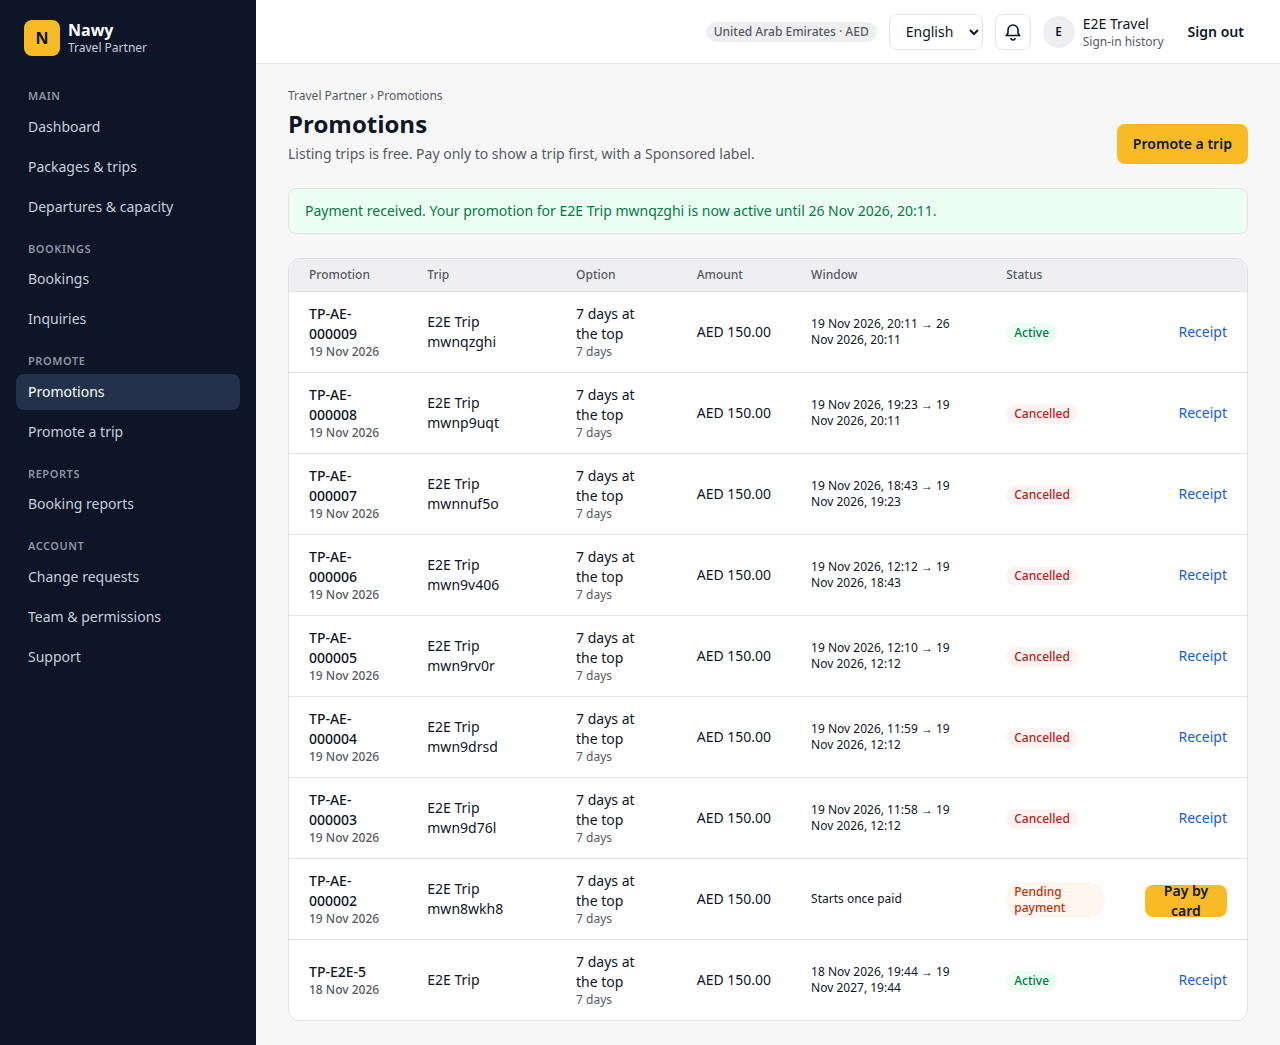 N
Nawy
Travel Partner
MAIN
Dashboard
Packages & trips
Departures & capacity
BOOKINGS
Bookings
Inquiries
PROMOTE
Promotions
Promote a trip
REPORTS
Booking reports
ACCOUNT
Change requests
Team & permissions
Support
United Arab Emirates · AED
English
E
E2E Travel
Sign-in history
Sign out
Travel Partner › Promotions
Promotions
Listing trips is free. Pay only to show a trip first, with a Sponsored label.
Promote a trip
Payment received. Your promotion for E2E Trip mwnqzghi is now active until 26 Nov 2026, 20:11.
Promotion Trip Option Amount Window Status
TP-AE-
000009
19 Nov 2026
E2E Trip
mwnqzghi
7 days at
the top
7 days
AED 150.00
19 Nov 2026, 20:11 → 26
Nov 2026, 20:11
Active
Receipt
TP-AE-
000008
19 Nov 2026
E2E Trip
mwnp9uqt
7 days at
the top
7 days
AED 150.00
19 Nov 2026, 19:23 → 19
Nov 2026, 20:11
Cancelled
Receipt
TP-AE-
000007
19 Nov 2026
E2E Trip
mwnnuf5o
7 days at
the top
7 days
AED 150.00
19 Nov 2026, 18:43 → 19
Nov 2026, 19:23
Cancelled
Receipt
TP-AE-
000006
19 Nov 2026
E2E Trip
mwn9v406
7 days at
the top
7 days
AED 150.00
19 Nov 2026, 12:12 → 19
Nov 2026, 18:43
Cancelled
Receipt
TP-AE-
000005
19 Nov 2026
E2E Trip
mwn9rv0r
7 days at
the top
7 days
AED 150.00
19 Nov 2026, 12:10 → 19
Nov 2026, 12:12
Cancelled
Receipt
TP-AE-
000004
19 Nov 2026
E2E Trip
mwn9drsd
7 days at
the top
7 days
AED 150.00
19 Nov 2026, 11:59 → 19
Nov 2026, 12:12
Cancelled
Receipt
TP-AE-
000003
19 Nov 2026
E2E Trip
mwn9d76l
7 days at
the top
7 days
AED 150.00
19 Nov 2026, 11:58 → 19
Nov 2026, 12:12
Cancelled
Receipt
TP-AE-
000002
19 Nov 2026
E2E Trip
mwn8wkh8
7 days at
the top
7 days
AED 150.00
Starts once paid
Pending
payment
Pay by
card
TP-E2E-5
18 Nov 2026
E2E Trip
7 days at
the top
7 days
AED 150.00
18 Nov 2026, 19:44 → 19
Nov 2027, 19:44
Active
Receipt